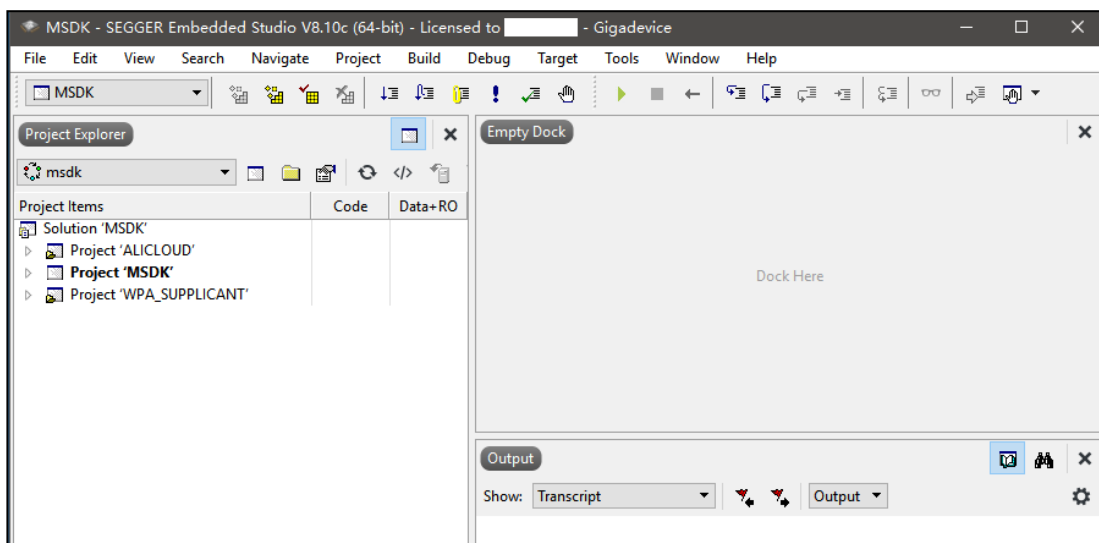 MSDK - SEGGER Embedded Studio V8.10c (64-bit) - Licensed to - Gigadevice
File Edit View Search Navigate Project Build Debug Target Tools Window Help
MSDK
Project Explorer
Empty Dock
msdk
Project Items Code Data+RO
Solution 'MSDK'
Project 'ALICLOUD'
Project 'MSDK'
Project 'WPA_SUPPLICANT'
Dock Here
Output
Show: Transcript Output